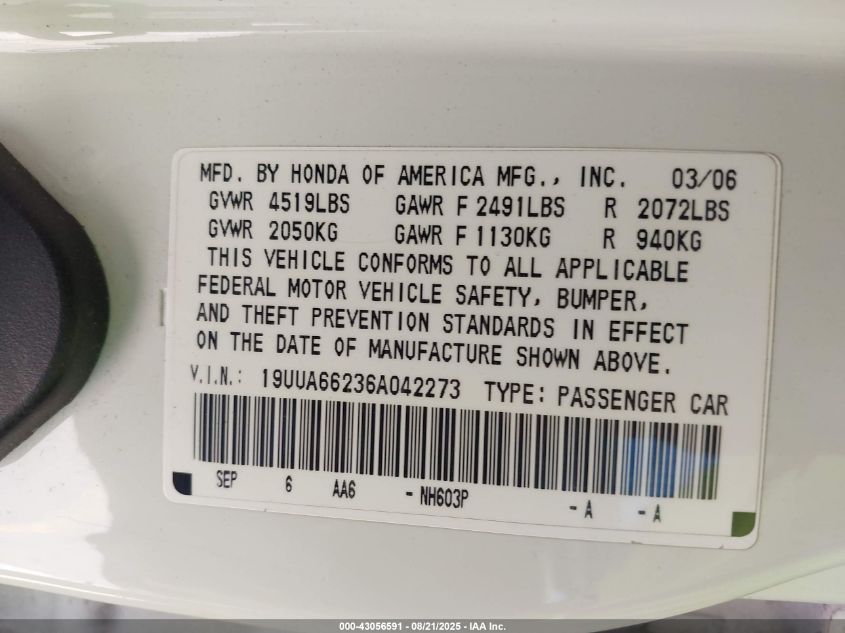 MFD. BY HONDA OF AMERICA MFG., INC. 03/06
GVWR 4519LBS GAWR F 2491LBS R 2072LBS
GVWR 2050KG GAWR F 1130KG R 940KG
THIS VEHICLE CONFORMS TO ALL APPLICABLE
FEDERAL MOTOR VEHICLE SAFETY, BUMPER,
AND THEFT PREVENTION STANDARDS IN EFFECT
ON THE DATE OF MANUFACTURE SHOWN ABOVE.
V.I.N.: 19UUA66236A042273 TYPE: PASSENGER CAR
SEP 6 AA6 - NH603P - A - A
000-43056591 - 08/21/2025 - IAA Inc.